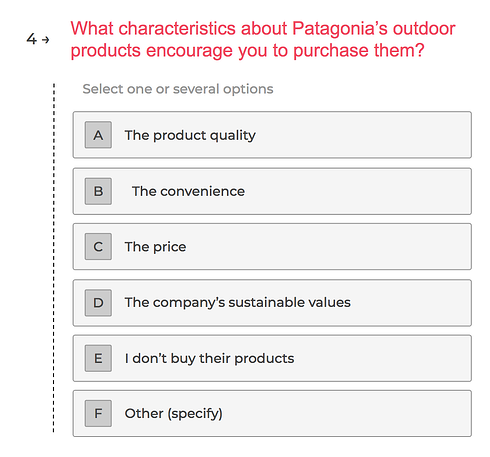 4 → What characteristics about Patagonia’s outdoor
products encourage you to purchase them?
Select one or several options
A The product quality
B The convenience
C The price
D The company’s sustainable values
E I don’t buy their products
F Other (specify)